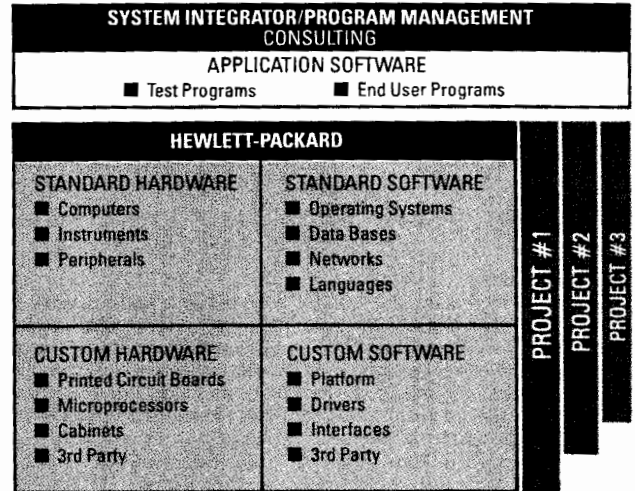 SYSTEM INTEGRATOR/PROGRAM MANAGEMENT
CONSULTING
APPLICATION SOFTWARE
■ Test Programs ■ End User Programs
HEWLETT-PACKARD
STANDARD HARDWARE
■ Computers
■ Instruments
■ Peripherals
STANDARD SOFTWARE
■ Operating Systems
■ Data Bases
■ Networks
■ Languages
CUSTOM HARDWARE
■ Printed Circuit Boards
■ Microprocessors
■ Cabinets
■ 3rd Party
CUSTOM SOFTWARE
■ Platform
■ Drivers
■ Interfaces
■ 3rd Party
PROJECT #1
PROJECT #2
PROJECT #3